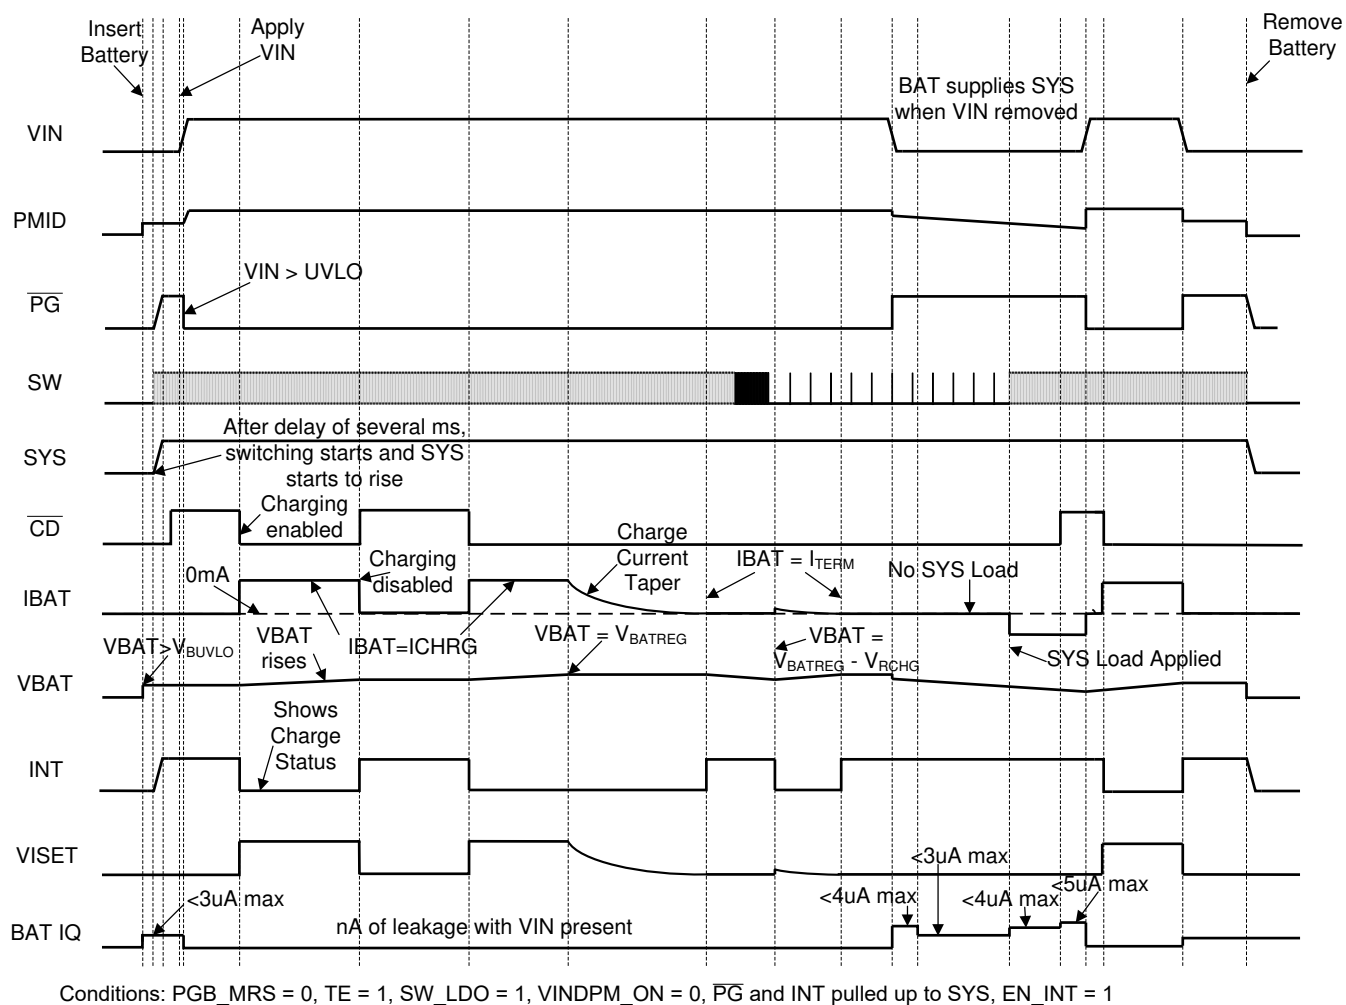 Insert
Battery
Apply
VIN
Remove
Battery
BAT supplies SYS
when VIN removed
VIN
PMID
VIN > UVLO
PG
SW
After delay of several ms,
switching starts and SYS
starts to rise
SYS
Charging
enabled
CD
Charge
Current
Taper
Charging
disabled
IBAT = ITERM
No SYS Load
0mA
IBAT
VBAT>VBUVLO
VBAT
rises
IBAT=ICHRG
VBAT = VBATREG
VBAT =
VBATREG - VRCHG
SYS Load Applied
VBAT
Shows
Charge
Status
INT
VISET
<3uA max
<5uA max
<4uA max
<4uA max
<3uA max
nA of leakage with VIN present
BAT IQ
Conditions: PGB_MRS = 0, TE = 1, SW_LDO = 1, VINDPM_ON = 0, PG and INT pulled up to SYS, EN_INT = 1